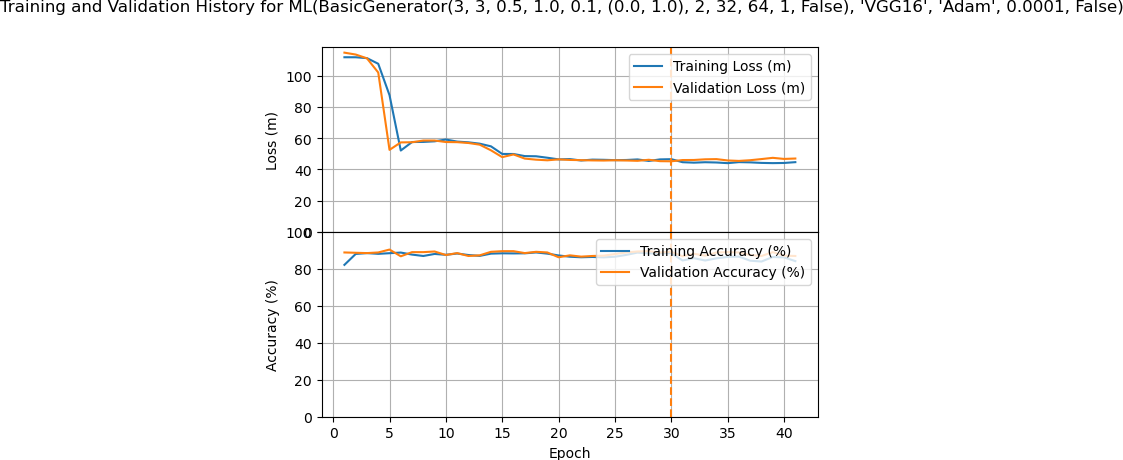 Training and Validation History for ML(BasicGenerator(3, 3, 0.5, 1.0, 0.1, (0.0, 1.0), 2, 32, 64, 1, False), 'VGG16', 'Adam', 0.0001, False)
Training Loss (m)
Validation Loss (m)
Loss (m)
100
80
60
40
20
0
Training Accuracy (%)
Validation Accuracy (%)
Accuracy (%)
100
80
60
40
20
0
0 5 10 15 20 25 30 35 40
Epoch